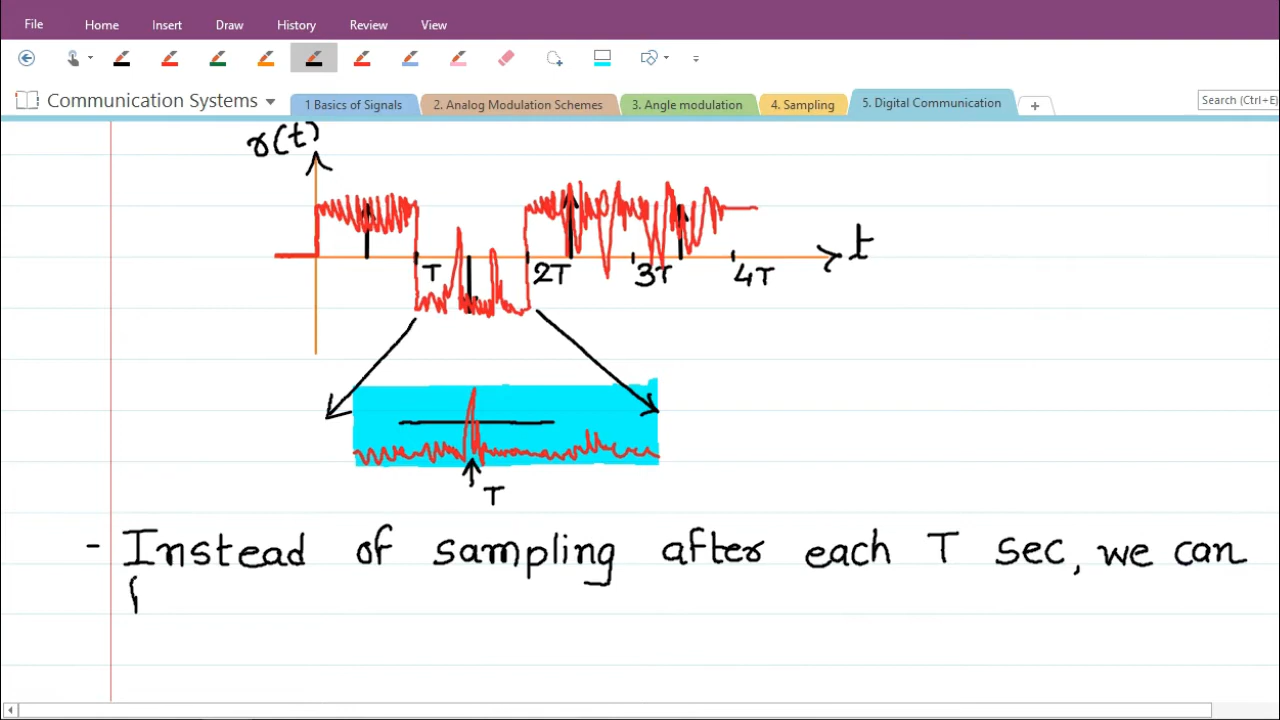 File Home Insert Draw History Review View
Communication Systems
1 Basics of Signals 2. Analog Modulation Schemes 3. Angle modulation 4. Sampling 5. Digital Communication +
Search (Ctrl+E)
r(t)
t
T 2T 3T 4T
T
- Instead of sampling after each T sec, we can